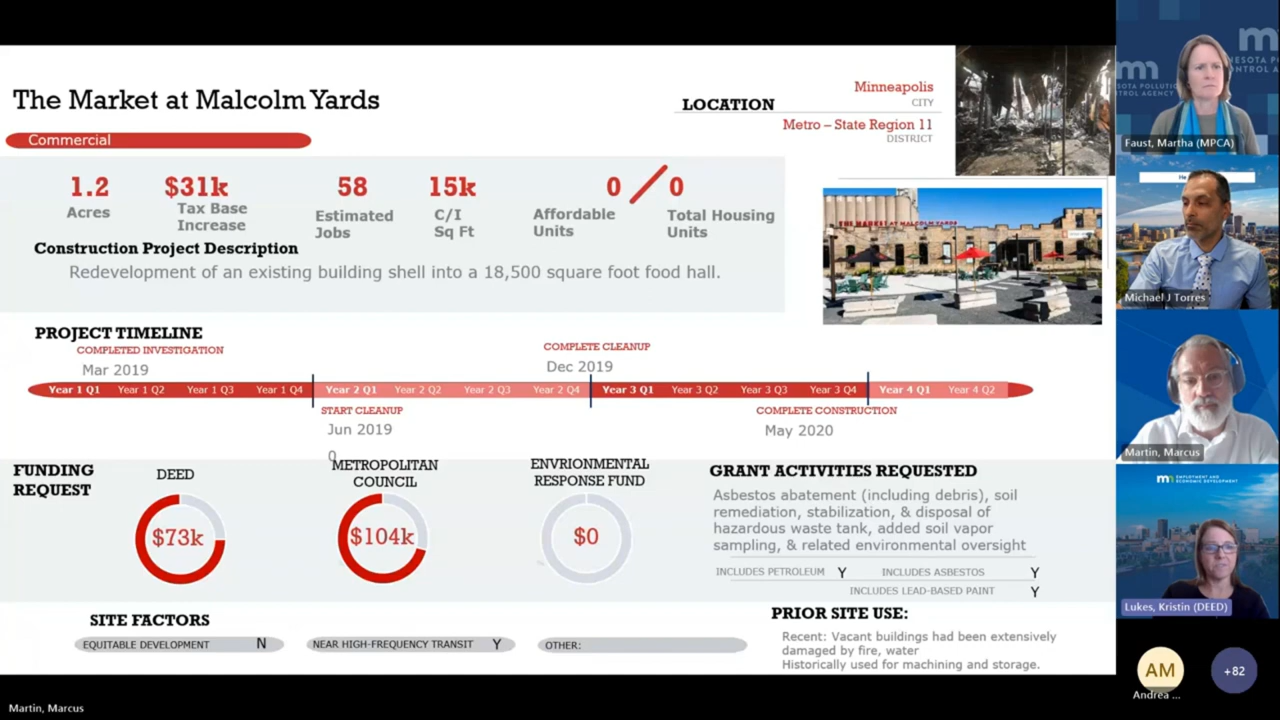 The Market at Malcolm Yards
Commercial
LOCATION
Minneapolis
CITY
Metro – State Region 11
DISTRICT
1.2
Acres
$31k
Tax Base
Increase
58
Estimated
Jobs
15k
C/I
Sq Ft
0 / 0
Affordable
Units
Total Housing
Units
Construction Project Description
Redevelopment of an existing building shell into a 18,500 square foot food hall.
THE MARKET AT MALCOLM YARDS
PROJECT TIMELINE
COMPLETED INVESTIGATION
Mar 2019
COMPLETE CLEANUP
Dec 2019
Year 1 Q1 Year 1 Q2 Year 1 Q3 Year 1 Q4 Year 2 Q1 Year 2 Q2 Year 2 Q3 Year 2 Q4 Year 3 Q1 Year 3 Q2 Year 3 Q3 Year 3 Q4 Year 4 Q1 Year 4 Q2
START CLEANUP
Jun 2019
0
COMPLETE CONSTRUCTION
May 2020
FUNDING
REQUEST
DEED
$73k
METROPOLITAN
COUNCIL
$104k
ENVRIONMENTAL
RESPONSE FUND
$0
GRANT ACTIVITIES REQUESTED
Asbestos abatement (including debris), soil
remediation, stabilization, & disposal of
hazardous waste tank, added soil vapor
sampling, & related environmental oversight
INCLUDES PETROLEUM Y INCLUDES ASBESTOS Y
INCLUDES LEAD-BASED PAINT Y
SITE FACTORS
EQUITABLE DEVELOPMENT N
NEAR HIGH-FREQUENCY TRANSIT Y
OTHER:
PRIOR SITE USE:
Recent: Vacant buildings had been extensively
damaged by fire, water
Historically used for machining and storage.
Faust, Martha (MPCA)
Michael J Torres
Martin, Marcus
EMPLOYMENT AND
ECONOMIC DEVELOPMENT
Lukes, Kristin (DEED)
AM
Andrea ...
+82
Martin, Marcus